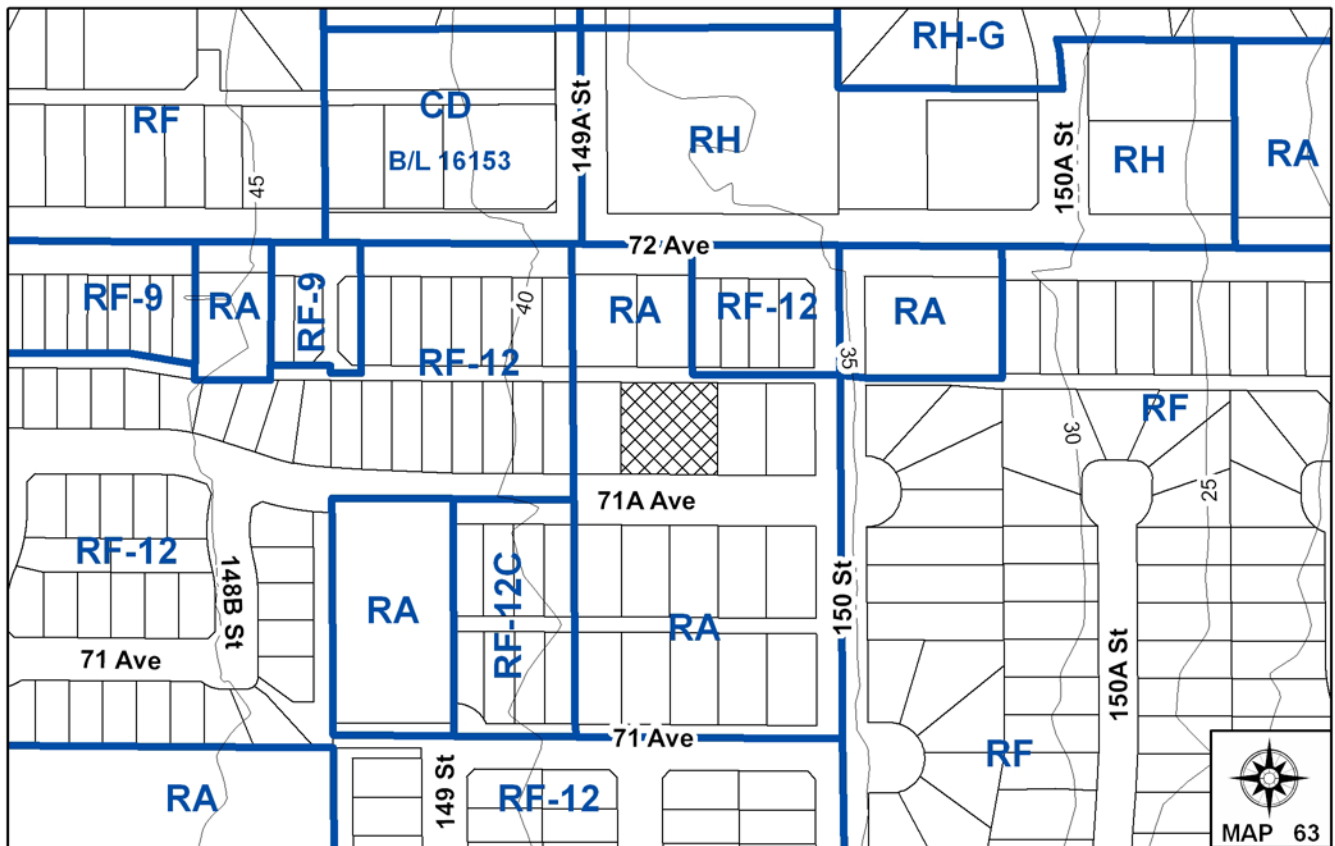 RH-G
RF
CD
B/L 16153
149A St
RH
150A St
RH
RA
45
72 Ave
RF-9
RA
RF-9
40
RF-12
RA
RF-12
35
RA
RF
30
25
71A Ave
RF-12
148B St
RA
RF-12C
RA
150 St
150A St
71 Ave
71 Ave
RF
RA
149 St
RF-12
MAP 63